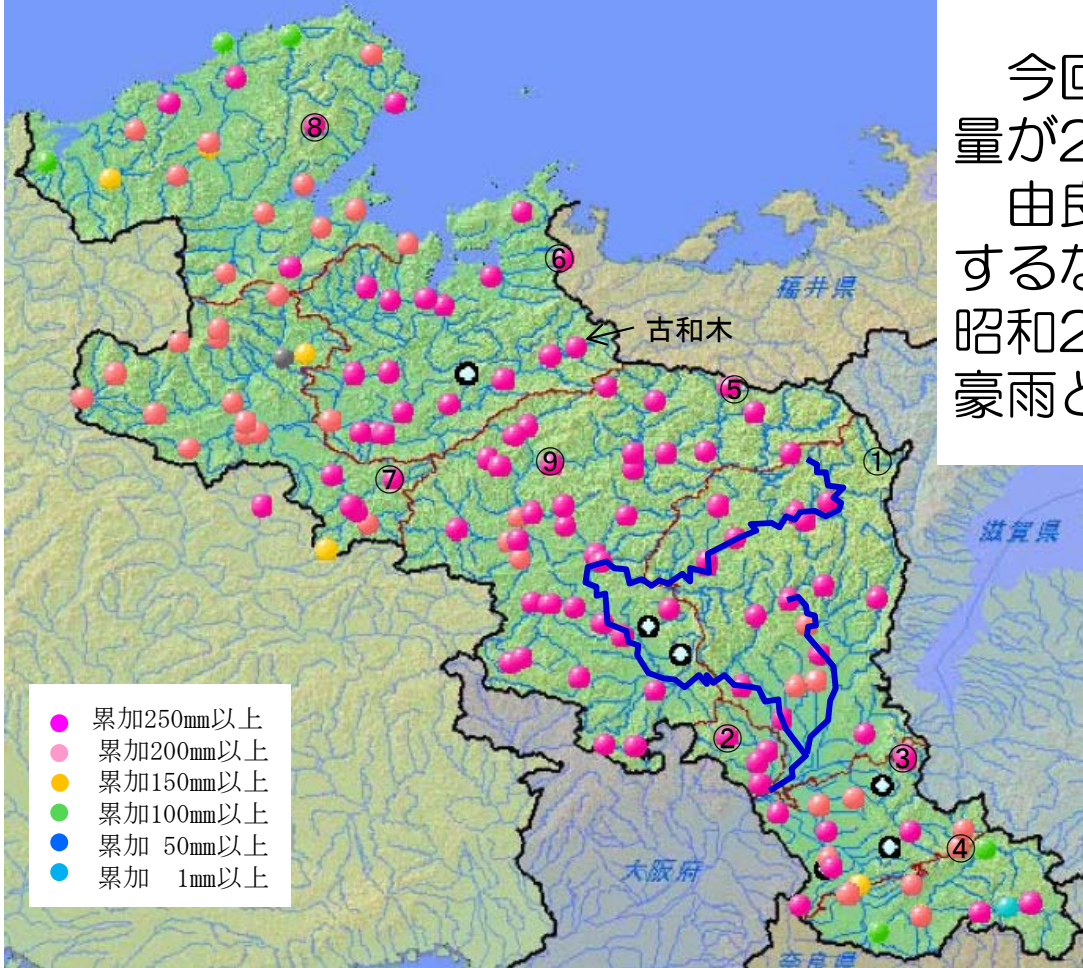 今回
量が2
由良
するな
昭和2
豪雨と
⑧
⑥
福井県
古和木
⑤
①
⑨
⑦
滋賀県
②
③
④
大阪府
奈良県
累加250mm以上
累加200mm以上
累加150mm以上
累加100mm以上
累加 50mm以上
累加 1mm以上